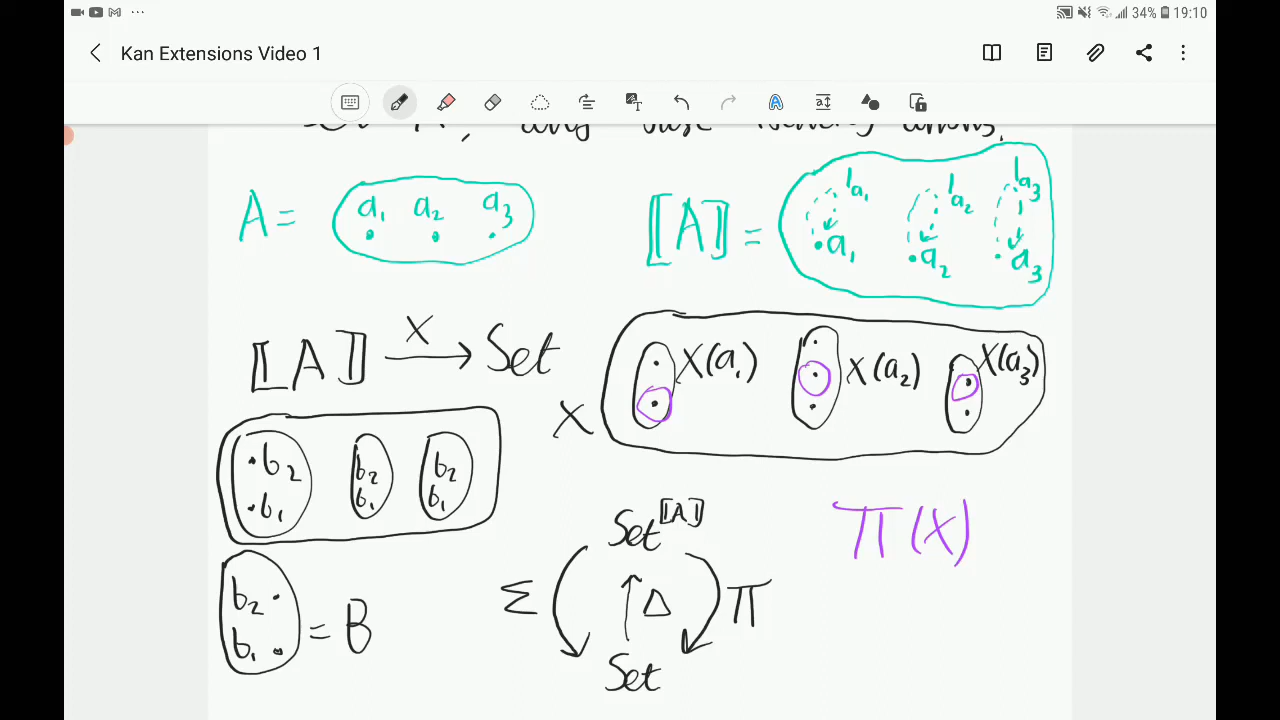 34% 19:10
Kan Extensions Video 1
A = a₁ a₂ a₃
⟦A⟧ = 1a₁ 1a₂ 1a₃
a₁ a₂ a₃
⟦A⟧ X→ Set
X X(a₁) X(a₂) X(a₃)
b₂ b₂ b₂
b₁ b₁ b₁
Set^⟦A⟧
Π(X)
Σ Δ Π
b₂
b₁ = B
Set